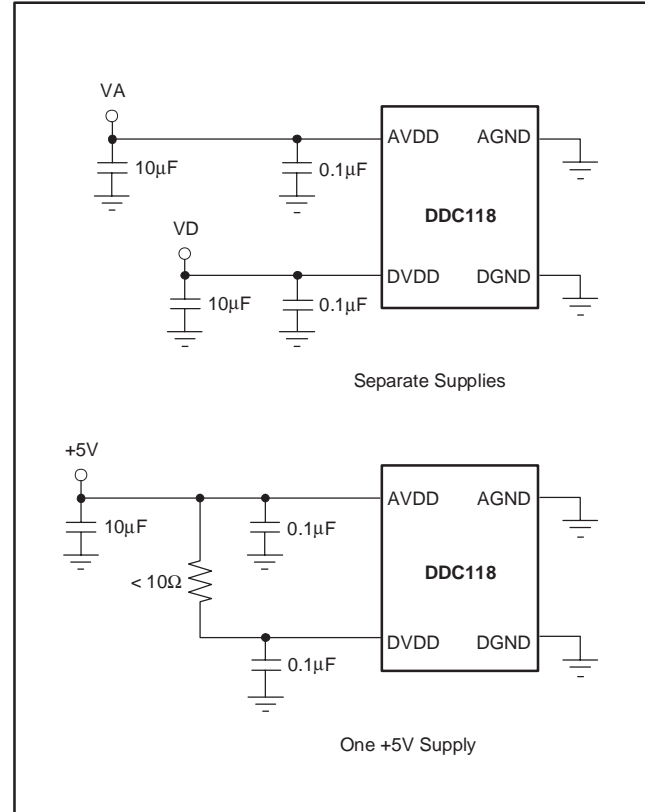 VA
AVDD
AGND
10μF
0.1μF
DDC118
VD
DVDD
DGND
10μF
0.1μF
Separate Supplies
+5V
AVDD
AGND
10μF
0.1μF
DDC118
< 10Ω
DVDD
DGND
0.1μF
One +5V Supply